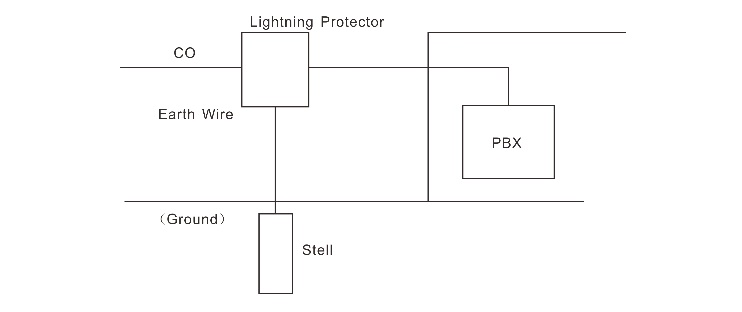 Lightning Protector
CO
Earth Wire
PBX
（Ground）
Stell